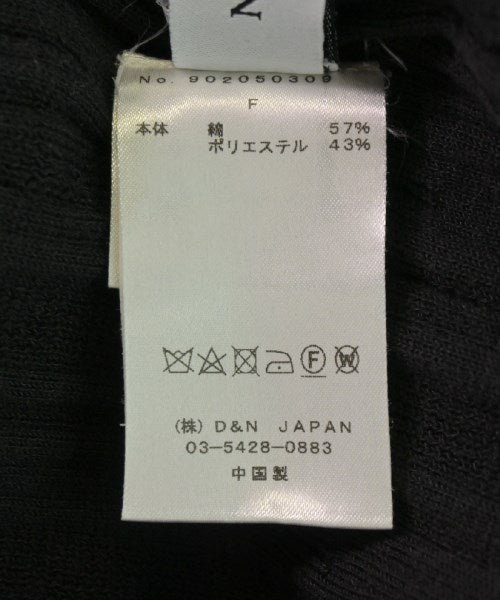 N
No. 902050309
F
本体 綿 57%
ポリエステル 43%
F W
(株) D&N JAPAN
03-5428-0883
中国製